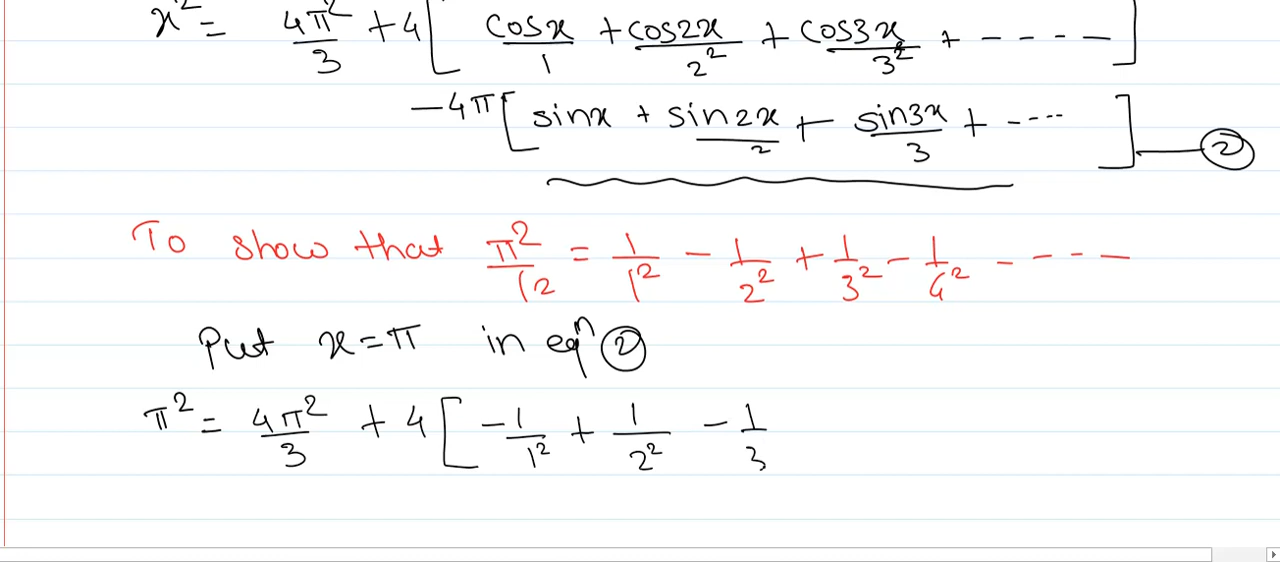 x² = 4π²/3 + 4[ cosx/1 + cos2x/2² + cos3x/3² + ---- ]
-4π[ sinx + sin2x/2 + sin3x/3 + ---- ] — ②
To show that π²/12 = 1/1² - 1/2² + 1/3² - 1/4² ----
Put x=π in eqⁿ ②
π² = 4π²/3 + 4[ -1/1² + 1/2² - 1/3